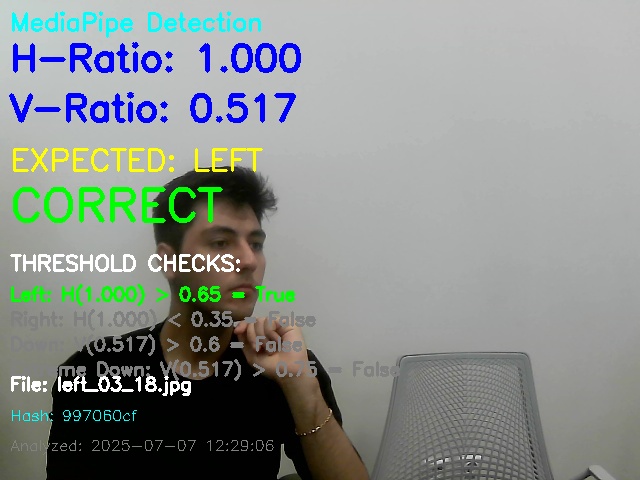 MediaPipe Detection
H-Ratio: 1.000
V-Ratio: 0.517
EXPECTED: LEFT
CORRECT
THRESHOLD CHECKS:
Left: H(1.000) > 0.65 = True
Right: H(1.000) < 0.35 = False
Down: V(0.517) > 0.6 = False
me Down: V(0.517) > 0.75 = False
File: left_03_18.jpg
Hash: 997060cf
Analyzed: 2025-07-07 12:29:06